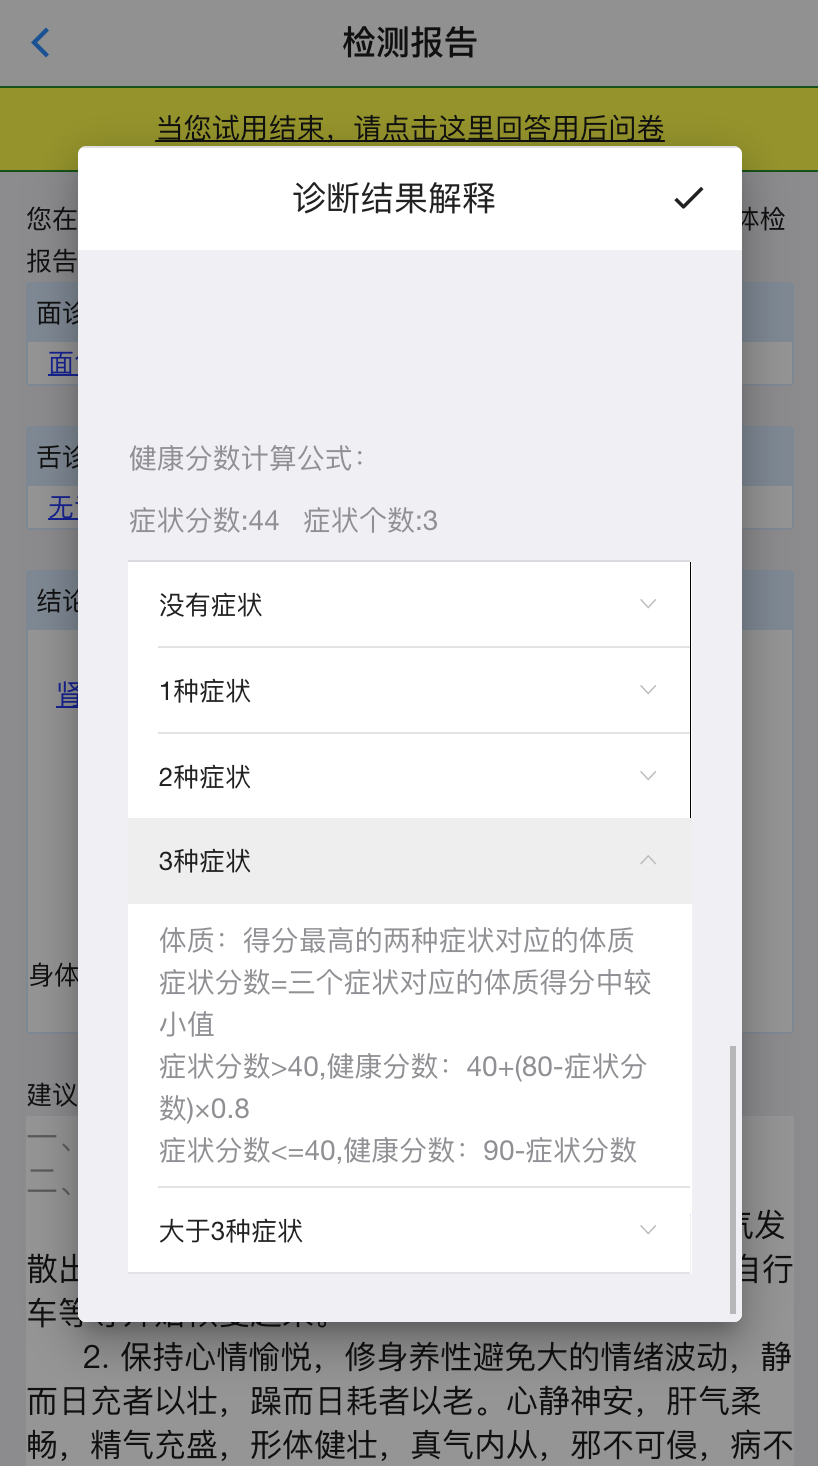 检测报告
当您试用结束，请点击这里回答用后问卷
诊断结果解释
您在
体检
报告
面诊
面
健康分数计算公式：
舌诊
无
症状分数:44 症状个数:3
结论
没有症状
肾
1种症状
2种症状
3种症状
体质：得分最高的两种症状对应的体质
身体
症状分数=三个症状对应的体质得分中较
小值
症状分数>40,健康分数：40+(80-症状分
数)×0.8
建议
症状分数<=40,健康分数：90-症状分数
一、
二、
大于3种症状
气发
散出
自行
车等
2. 保持心情愉悦，修身养性避免大的情绪波动，静
而日充者以壮，躁而日耗者以老。心静神安，肝气柔
畅，精气充盛，形体健壮，真气内从，邪不可侵，病不